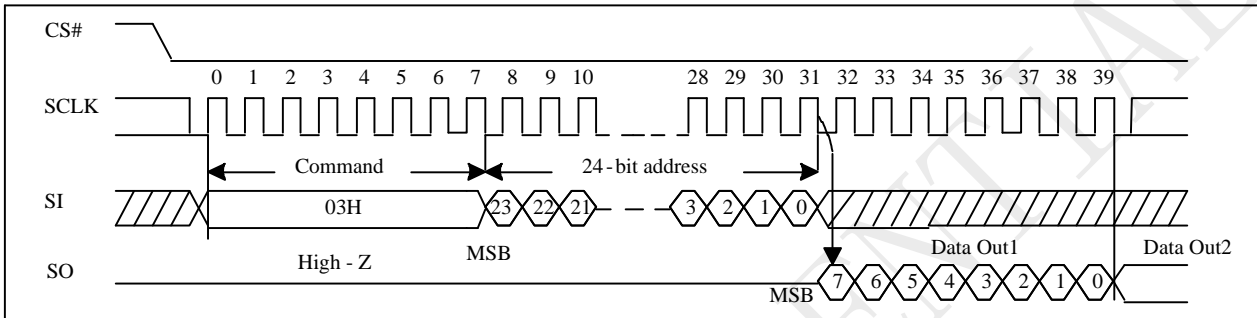 CS#
0 1 2 3 4 5 6 7 8 9 10 28 29 30 31 32 33 34 35 36 37 38 39
SCLK
Command 24-bit address
SI 03H 23 22 21 3 2 1 0
MSB Data Out1 Data Out2
High - Z
SO 7 6 5 4 3 2 1 0
MSB